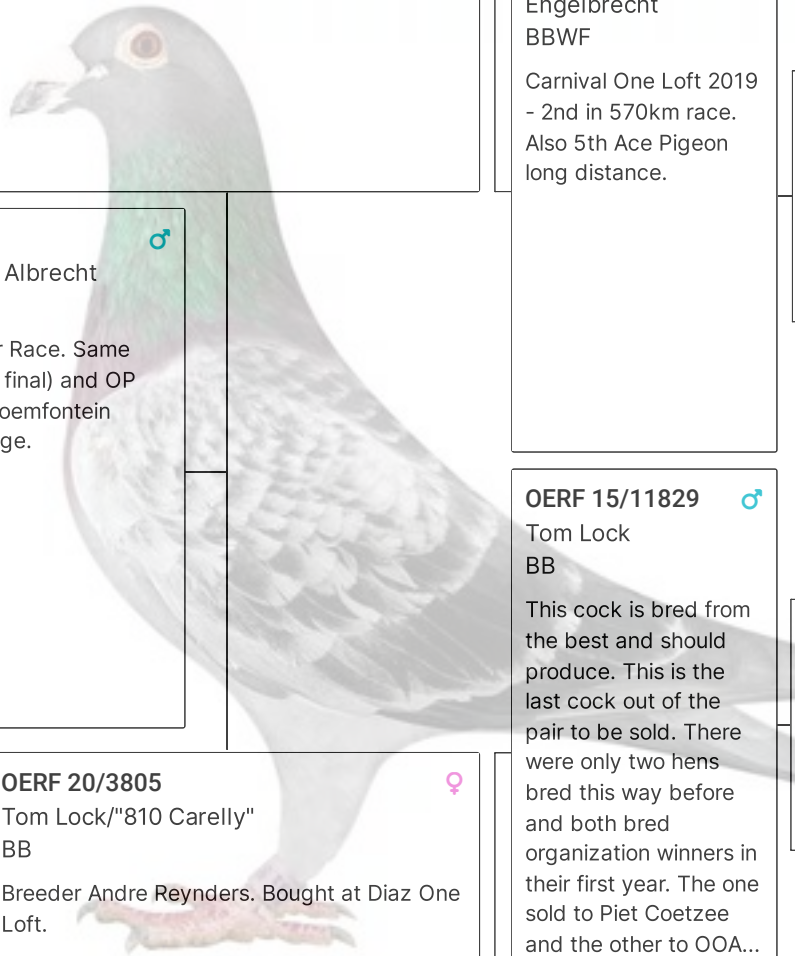 Engelbrecht
BBWF
Carnival One Loft 2019
- 2nd in 570km race.
Also 5th Ace Pigeon
long distance.
Albrecht
Race. Same
final) and OP
oemfontein
ge.
OERF 15/11829
Tom Lock
BB
This cock is bred from
the best and should
produce. This is the
last cock out of the
pair to be sold. There
were only two hens
bred this way before
and both bred
organization winners in
their first year. The one
sold to Piet Coetzee
and the other to OOA...
OERF 20/3805
Tom Lock/"810 Carelly"
BB
Breeder Andre Reynders. Bought at Diaz One
Loft.